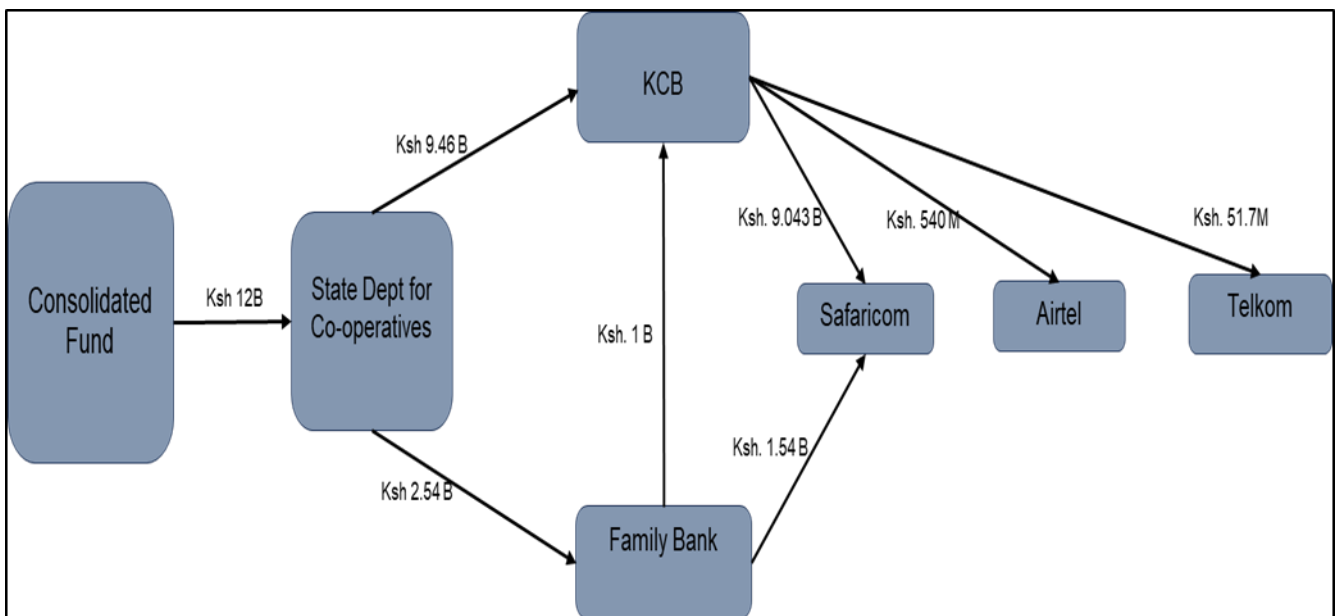 KCB
Ksh 9.46 B
Ksh. 9.043 B
Ksh. 540 M
Ksh. 51.7M
Consolidated
Fund
Ksh 12B
State Dept for
Co-operatives
Safaricom
Airtel
Telkom
Ksh. 1 B
Ksh. 1.54 B
Ksh 2.54 B
Family Bank